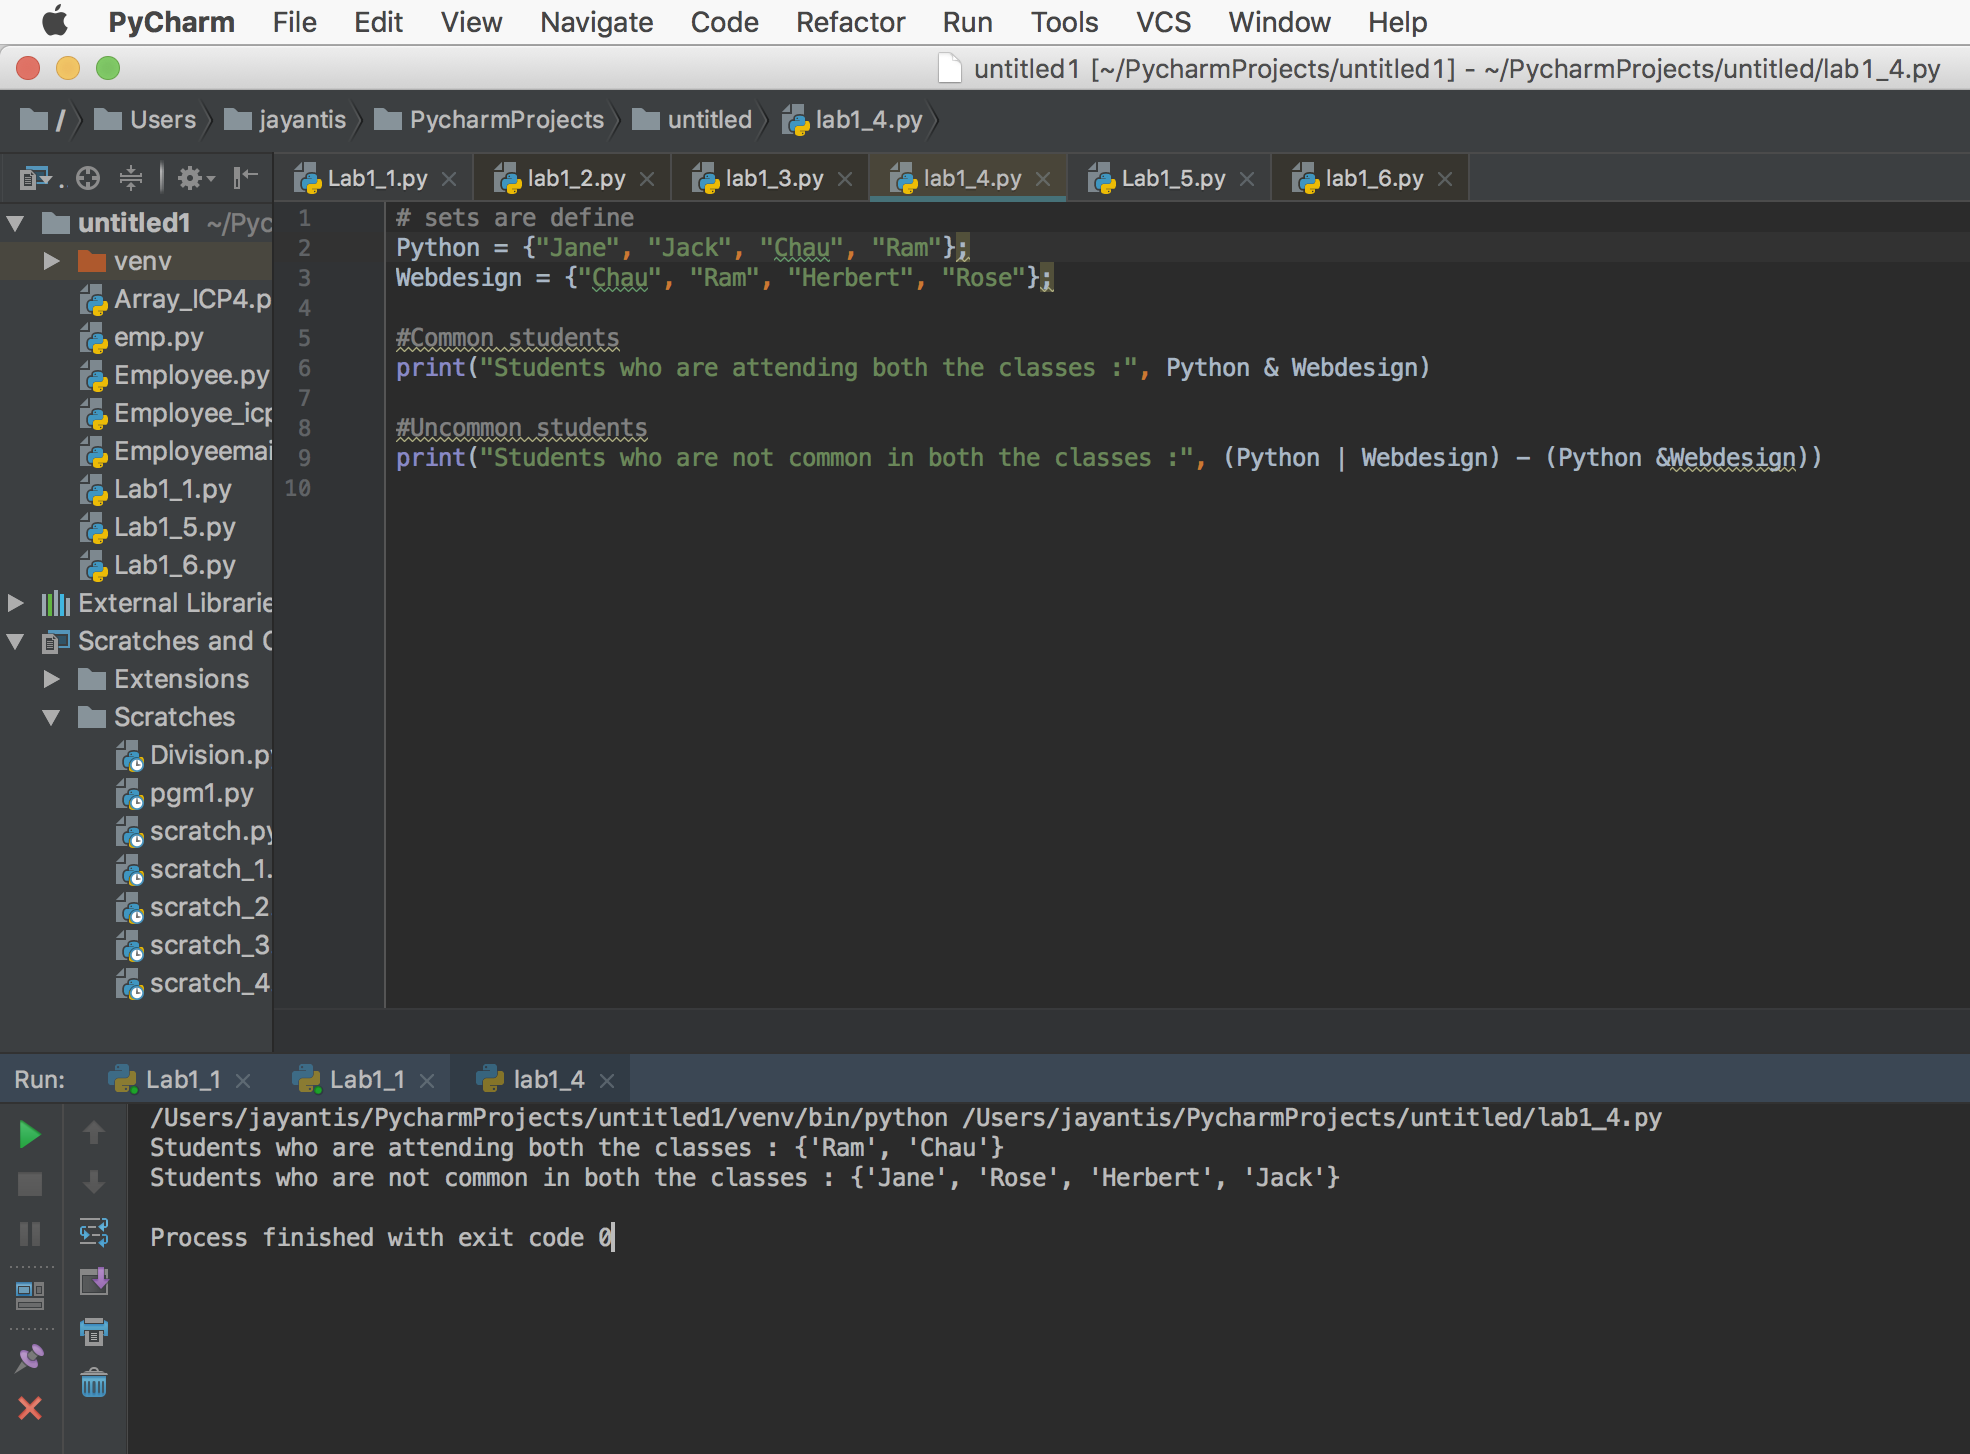 PyCharm File Edit View Navigate Code Refactor Run Tools VCS Window Help
untitled1 [~/PycharmProjects/untitled1] - ~/PycharmProjects/untitled/lab1_4.py
/ Users jayantis PycharmProjects untitled lab1_4.py
Lab1_1.py lab1_2.py lab1_3.py lab1_4.py Lab1_5.py lab1_6.py
untitled1 ~/Pyc
venv
Array_ICP4.p
emp.py
Employee.py
Employee_icp
Employeemai
Lab1_1.py
Lab1_5.py
Lab1_6.py
External Librarie
Scratches and C
Extensions
Scratches
Division.py
pgm1.py
scratch.py
scratch_1.
scratch_2
scratch_3
scratch_4
1 # sets are define
2 Python = {"Jane", "Jack", "Chau", "Ram"};
3 Webdesign = {"Chau", "Ram", "Herbert", "Rose"};
4
5 #Common students
6 print("Students who are attending both the classes :", Python & Webdesign)
7
8 #Uncommon students
9 print("Students who are not common in both the classes :", (Python | Webdesign) - (Python &Webdesign))
10
Run: Lab1_1 Lab1_1 lab1_4
/Users/jayantis/PycharmProjects/untitled1/venv/bin/python /Users/jayantis/PycharmProjects/untitled/lab1_4.py
Students who are attending both the classes : {'Ram', 'Chau'}
Students who are not common in both the classes : {'Jane', 'Rose', 'Herbert', 'Jack'}
Process finished with exit code 0